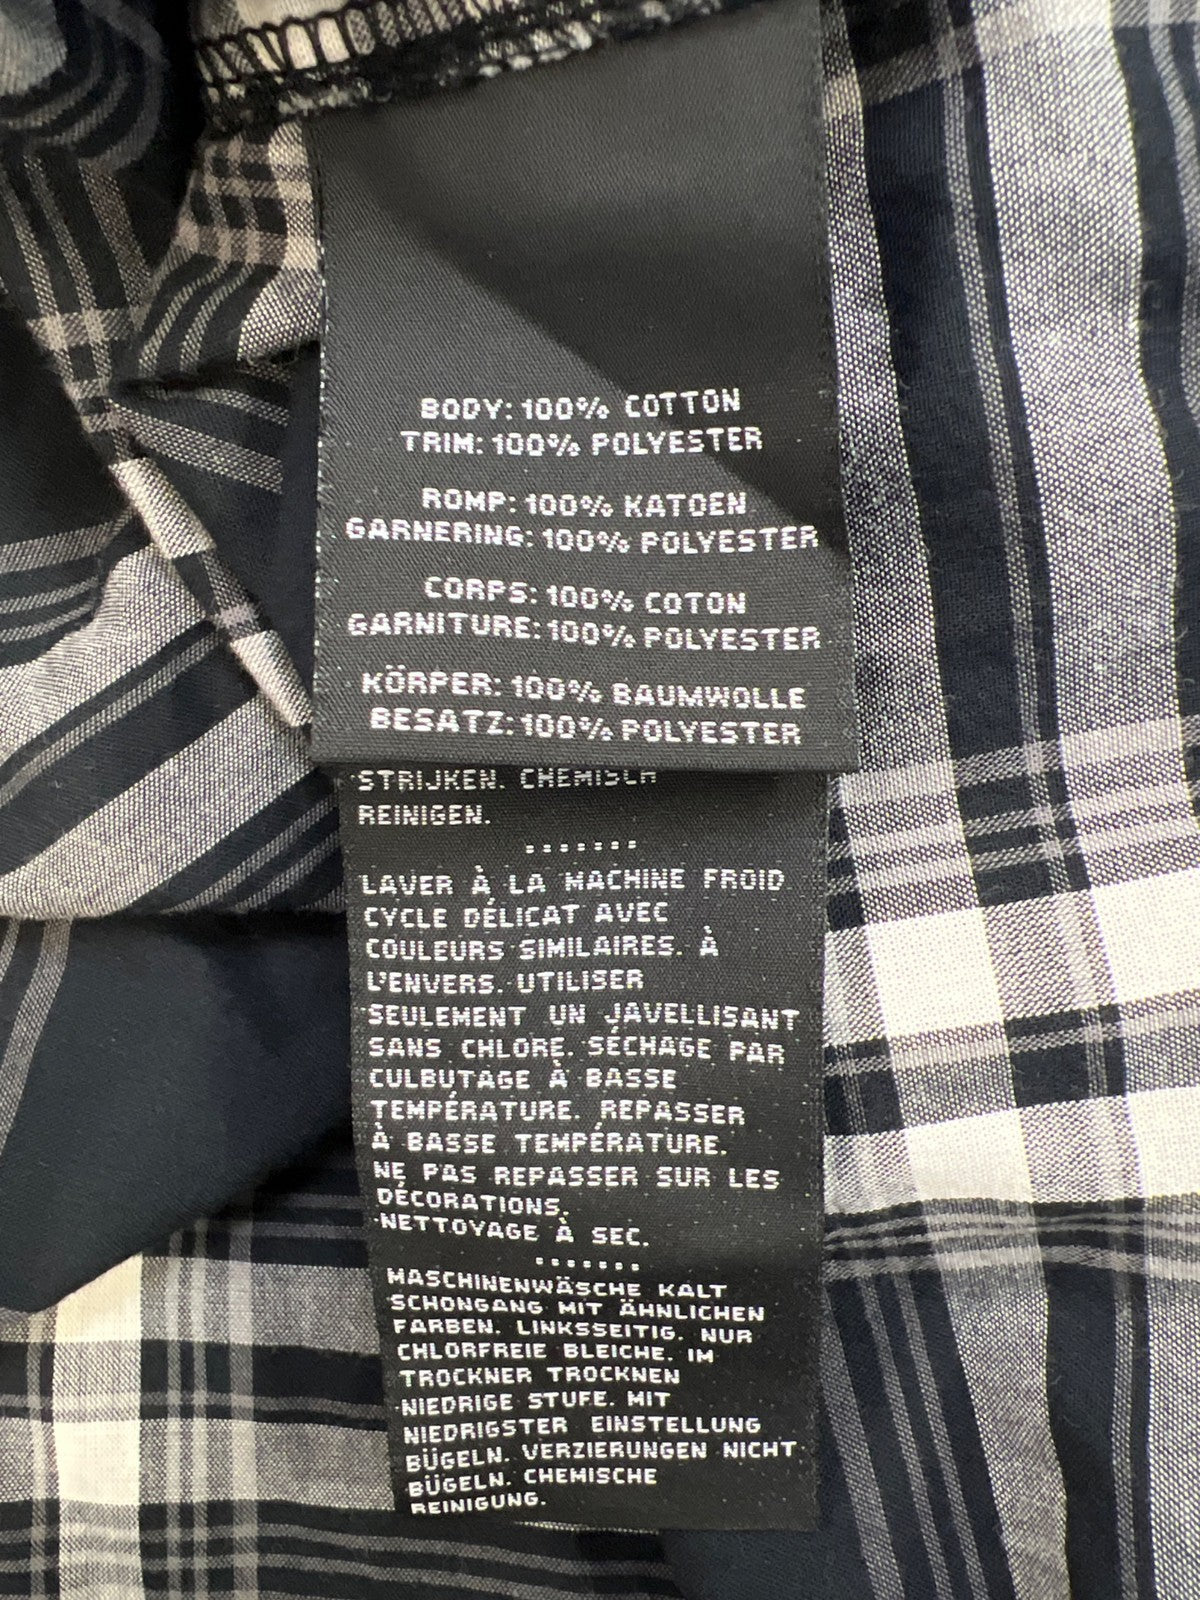 BODY: 100% COTTON
TRIM: 100% POLYESTER
ROMP: 100% KATOEN
GARNERING: 100% POLYESTER
CORPS: 100% COTON
GARNITURE: 100% POLYESTER
KÖRPER: 100% BAUMWOLLE
BESATZ: 100% POLYESTER
STRIJKEN. CHEMISCH
REINIGEN.
LAVER À LA MACHINE FROID
CYCLE DÉLICAT AVEC
COULEURS SIMILAIRES. À
L'ENVERS. UTILISER
SEULEMENT UN JAVELLISANT
SANS CHLORE. SÉCHAGE PAR
CULBUTAGE À BASSE
TEMPÉRATURE. REPASSER
À BASSE TEMPÉRATURE.
NE PAS REPASSER SUR LES
DÉCORATIONS.
NETTOYAGE À SEC.
MASCHINENWÄSCHE KALT
SCHONGANG MIT ÄHNLICHEN
FARBEN. LINKSSEITIG. NUR
CHLORFREIE BLEICHE. IM
TROCKNER TROCKNEN
NIEDRIGE STUFE. MIT
NIEDRIGSTER EINSTELLUNG
BÜGELN. VERZIERUNGEN NICHT
BÜGELN. CHEMISCHE
REINIGUNG.